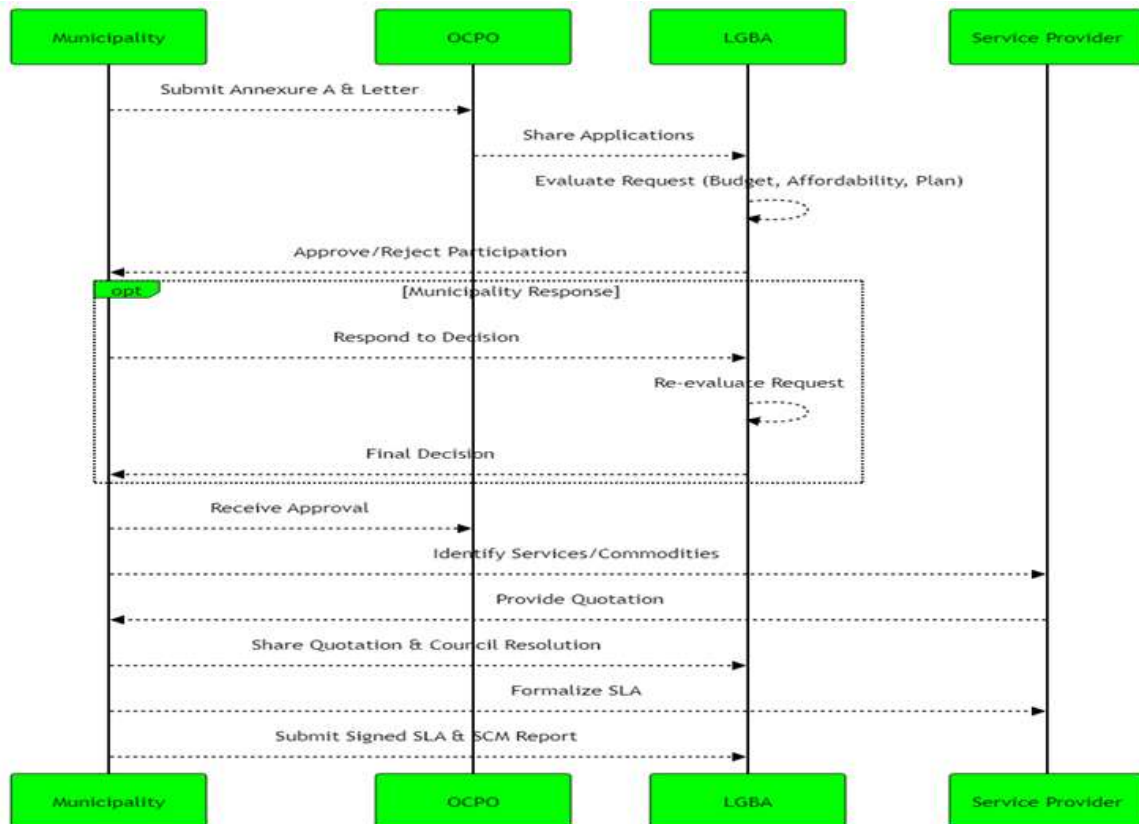 Municipality
OCPO
LGBA
Service Provider
Submit Annexure A & Letter
Share Applications
Evaluate Request (Budget, Affordability, Plan)
Approve/Reject Participation
opt
[Municipality Response]
Respond to Decision
Re-evaluate Request
Final Decision
Receive Approval
Identify Services/Commodities
Provide Quotation
Share Quotation & Council Resolution
Formalize SLA
Submit Signed SLA & SCM Report
Municipality
OCPO
LGBA
Service Provider